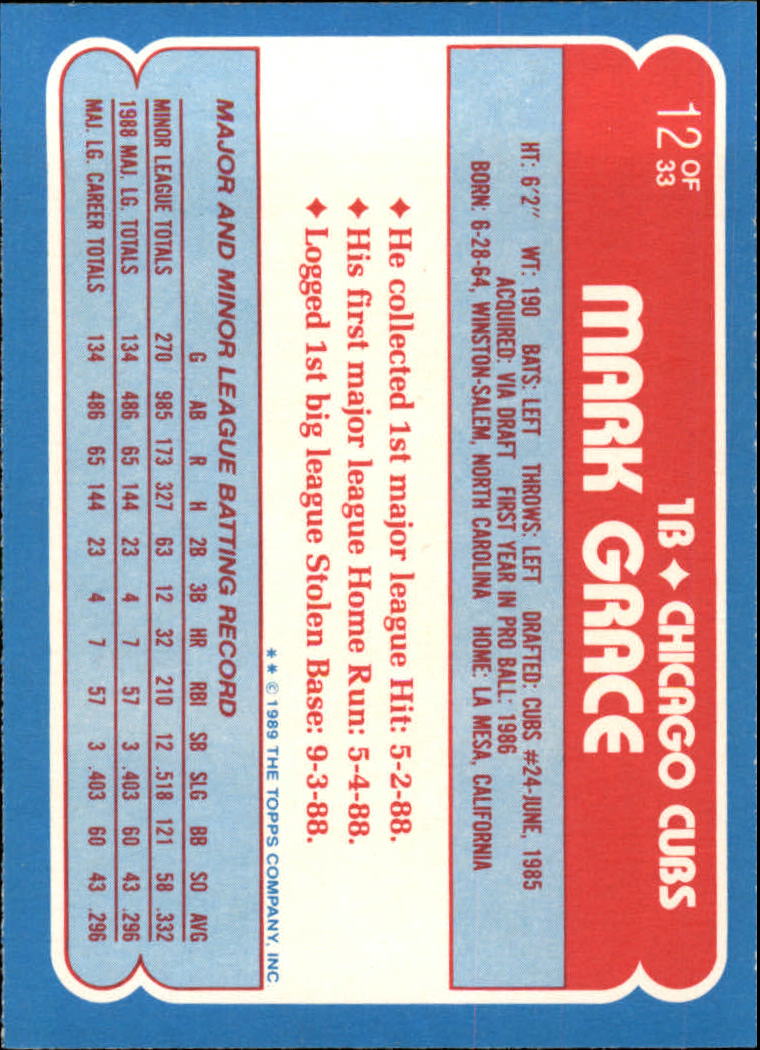 12 OF 33
1B ♦ CHICAGO CUBS
MARK GRACE
HT: 6'2" WT: 190 BATS: LEFT THROWS: LEFT DRAFTED: CUBS #24-JUNE, 1985
ACQUIRED: VIA DRAFT FIRST YEAR IN PRO BALL: 1986
BORN: 6-28-64, WINSTON-SALEM, NORTH CAROLINA HOME: LA MESA, CALIFORNIA
♦ He collected 1st major league Hit: 5-2-88.
♦ His first major league Home Run: 5-4-88.
♦ Logged 1st big league Stolen Base: 9-3-88.
** © 1989 THE TOPPS COMPANY, INC.
MAJOR AND MINOR LEAGUE BATTING RECORD
G AB R H 2B 3B HR RBI SB SLG BB SO AVG
MINOR LEAGUE TOTALS 270 985 173 327 63 12 32 210 12 .518 121 58 .332
1988 MAJ. LG. TOTALS 134 486 65 144 23 4 7 57 3 .403 60 43 .296
MAJ. LG. CAREER TOTALS 134 486 65 144 23 4 7 57 3 .403 60 43 .296